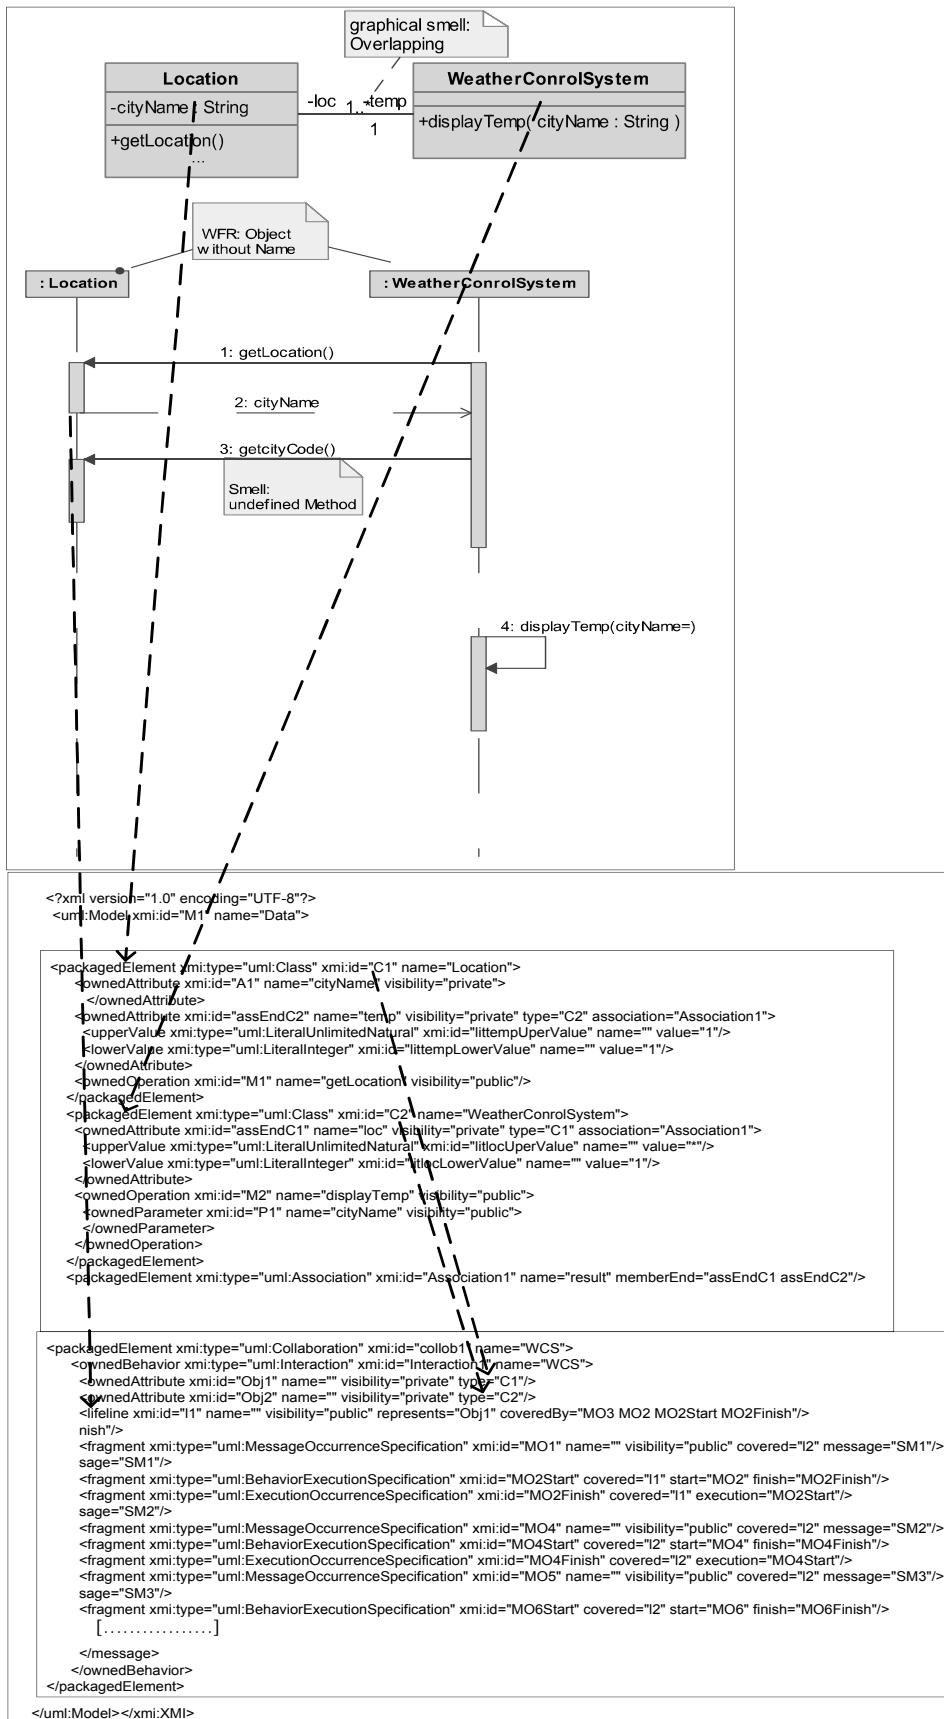 graphical smell:
Overlapping
Location
-cityName : String
+getLocation()
...
-loc
1..*
-temp
1
WeatherConrolSystem
+displayTemp( cityName : String )
WFR: Object
without Name
: Location
: WeatherConrolSystem
1: getLocation()
2: cityName
3: getcityCode()
Smell:
undefined Method
4: displayTemp(cityName=)
<?xml version="1.0" encoding="UTF-8"?>
<uml:Model xmi:id="M1" name="Data">
<packagedElement xmi:type="uml:Class" xmi:id="C1" name="Location">
<ownedAttribute xmi:id="A1" name="cityName" visibility="private">
</ownedAttribute>
<ownedAttribute xmi:id="assEndC2" name="temp" visibility="private" type="C2" association="Association1">
<upperValue xmi:type="uml:LiteralUnlimitedNatural" xmi:id="littempUperValue" name="" value="1"/>
<lowerValue xmi:type="uml:LiteralInteger" xmi:id="littempLowerValue" name="" value="1"/>
</ownedAttribute>
<ownedOperation xmi:id="M1" name="getLocation" visibility="public"/>
</packagedElement>
<packagedElement xmi:type="uml:Class" xmi:id="C2" name="WeatherConrolSystem">
<ownedAttribute xmi:id="assEndC1" name="loc" visibility="private" type="C1" association="Association1">
<upperValue xmi:type="uml:LiteralUnlimitedNatural" xmi:id="litlocUperValue" name="" value="*"/>
<lowerValue xmi:type="uml:LiteralInteger" xmi:id="litlocLowerValue" name="" value="1"/>
</ownedAttribute>
<ownedOperation xmi:id="M2" name="displayTemp" visibility="public">
<ownedParameter xmi:id="P1" name="cityName" visibility="public">
</ownedParameter>
</ownedOperation>
</packagedElement>
<packagedElement xmi:type="uml:Association" xmi:id="Association1" name="result" memberEnd="assEndC1 assEndC2"/>
<packagedElement xmi:type="uml:Collaboration" xmi:id="collob1" name="WCS">
<ownedBehavior xmi:type="uml:Interaction" xmi:id="Interaction1" name="WCS">
<ownedAttribute xmi:id="Obj1" name="" visibility="private" type="C1"/>
<ownedAttribute xmi:id="Obj2" name="" visibility="private" type="C2"/>
<lifeline xmi:id="l1" name="" visibility="public" represents="Obj1" coveredBy="MO3 MO2 MO2Start MO2Finish"/>
nish"/>
<fragment xmi:type="uml:MessageOccurrenceSpecification" xmi:id="MO1" name="" visibility="public" covered="l2" message="SM1"/>
sage="SM1"/>
<fragment xmi:type="uml:BehaviorExecutionSpecification" xmi:id="MO2Start" covered="l1" start="MO2" finish="MO2Finish"/>
<fragment xmi:type="uml:ExecutionOccurrenceSpecification" xmi:id="MO2Finish" covered="l1" execution="MO2Start"/>
sage="SM2"/>
<fragment xmi:type="uml:MessageOccurrenceSpecification" xmi:id="MO4" name="" visibility="public" covered="l2" message="SM2"/>
<fragment xmi:type="uml:BehaviorExecutionSpecification" xmi:id="MO4Start" covered="l2" start="MO4" finish="MO4Finish"/>
<fragment xmi:type="uml:ExecutionOccurrenceSpecification" xmi:id="MO4Finish" covered="l2" execution="MO4Start"/>
<fragment xmi:type="uml:MessageOccurrenceSpecification" xmi:id="MO5" name="" visibility="public" covered="l2" message="SM3"/>
sage="SM3"/>
<fragment xmi:type="uml:BehaviorExecutionSpecification" xmi:id="MO6Start" covered="l2" start="MO6" finish="MO6Finish"/>
[.................]
</message>
</ownedBehavior>
</packagedElement>
</uml:Model></xmi:XMI>